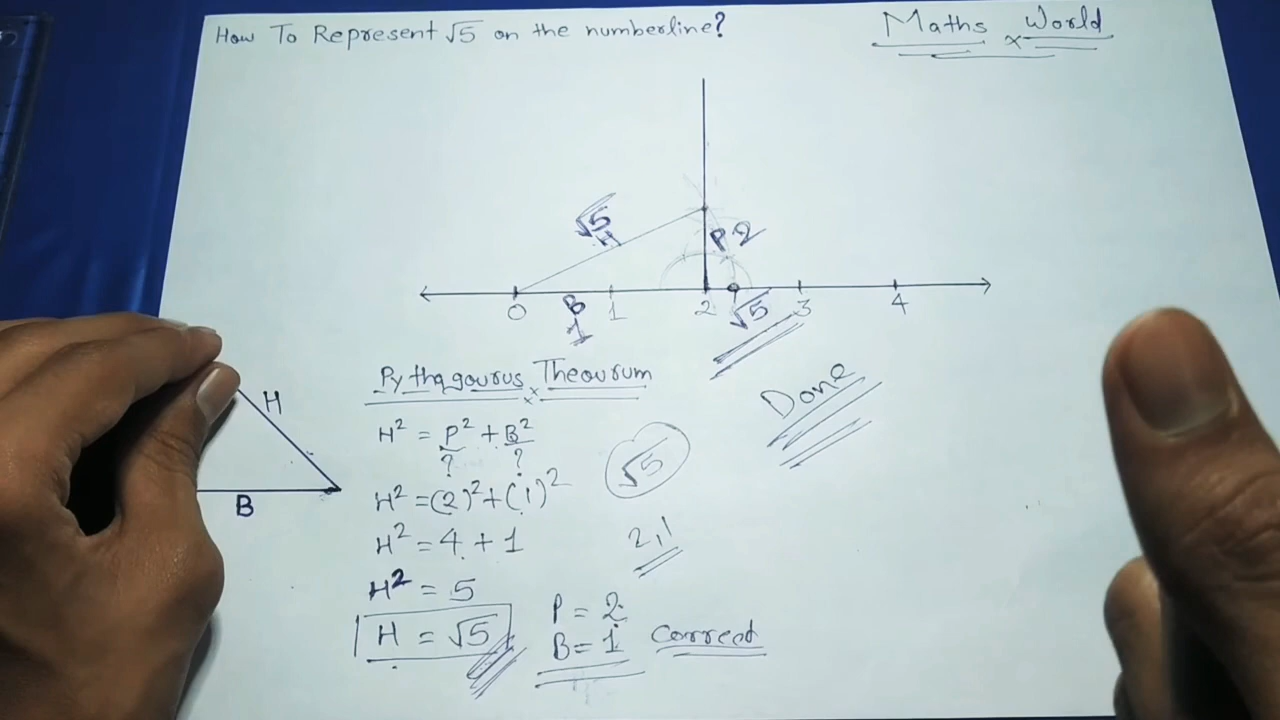 How To Represent √5 on the numberline?
Maths x World
√5
H
P 2
0 B 1 2 √5 3 4
1
Pythagourus x Theourum
Done
H
B
H² = P² + B²
? ?
√5
H² = (2)² + (1)²
H² = 4 + 1
2,1
H² = 5
H = √5
P = 2
B = 1 Correct